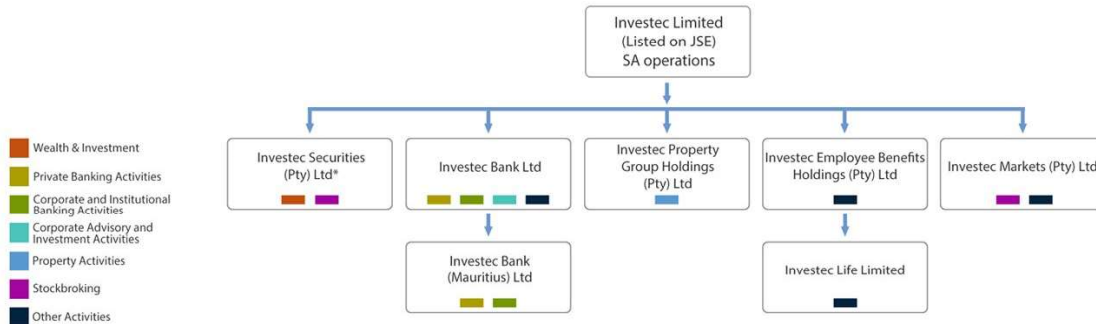 Investec Limited
(Listed on JSE)
SA operations
Wealth & Investment
Private Banking Activities
Corporate and Institutional
Banking Activities
Corporate Advisory and
Investment Activities
Property Activities
Stockbroking
Other Activities
Investec Securities
(Pty) Ltd*
Investec Bank Ltd
Investec Property
Group Holdings
(Pty) Ltd
Investec Employee Benefits
Holdings (Pty) Ltd
Investec Markets (Pty) Ltd
Investec Bank
(Mauritius) Ltd
Investec Life Limited